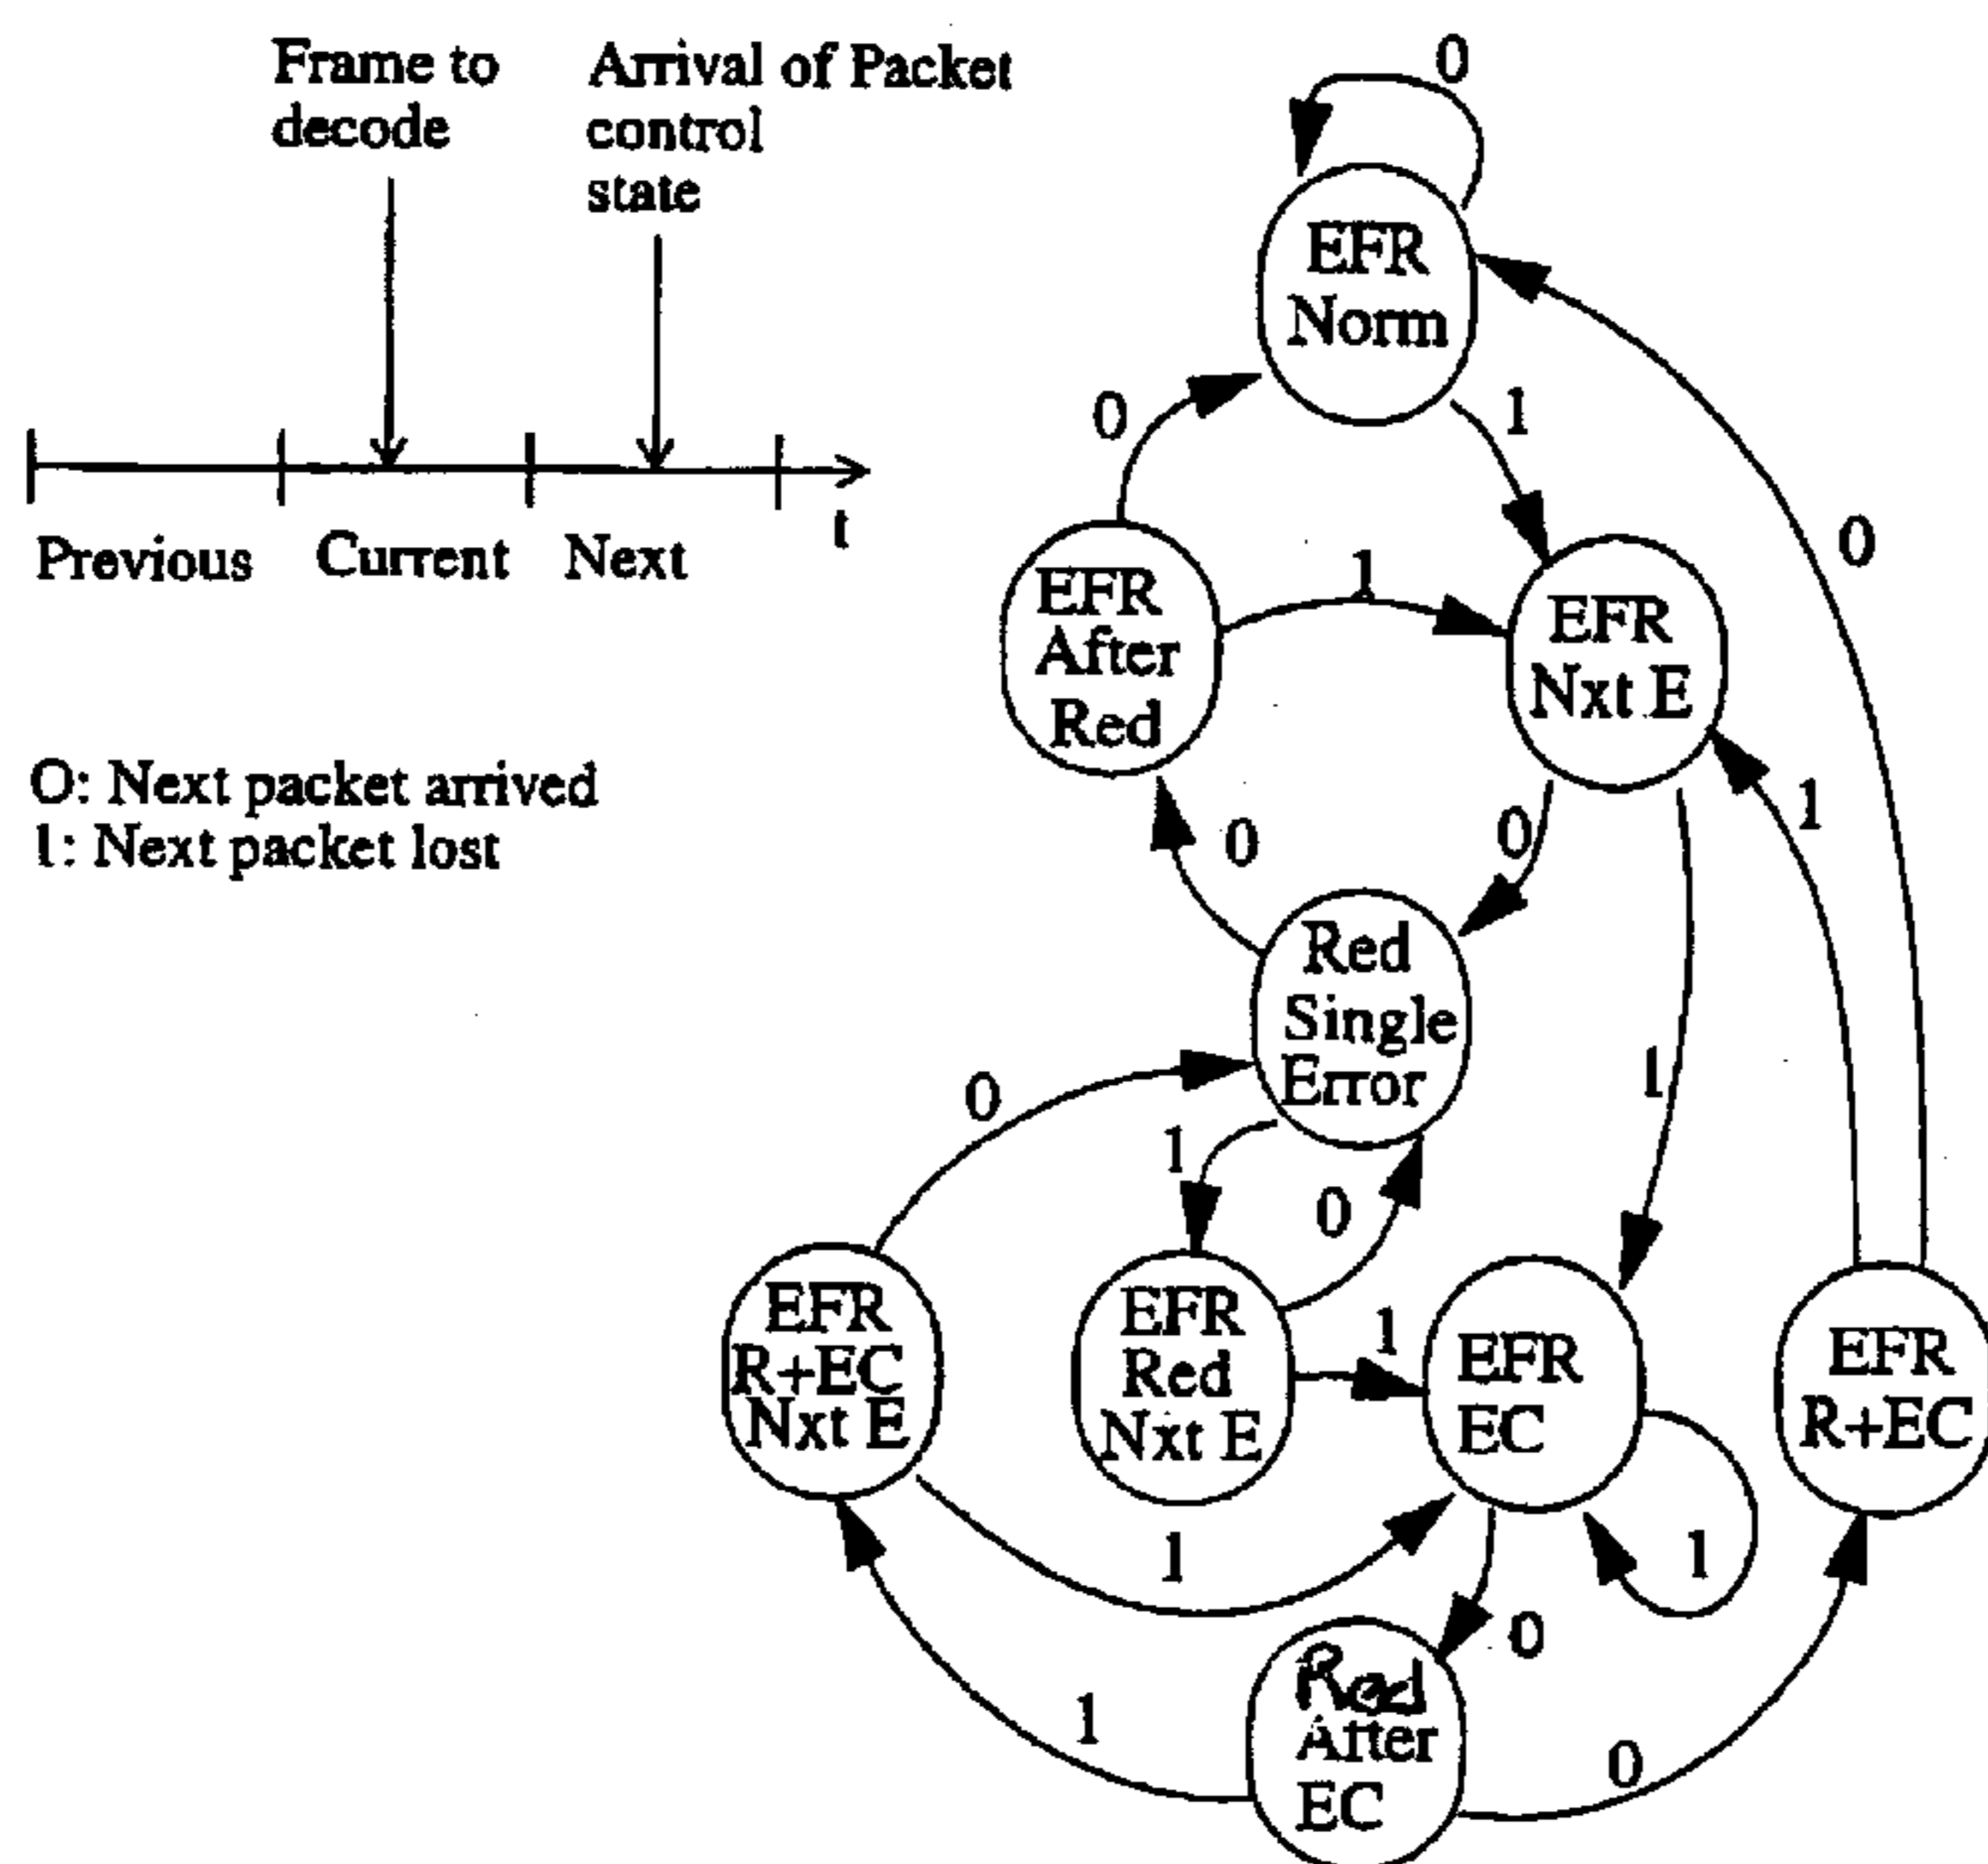 Frame to
decode
Arrival of Packet
control
state
Previous
Current
Next
t
O: Next packet arrived
1: Next packet lost
0
EFR
Norm
0
1
0
EFR
After
Red
1
EFR
Nxt E
0
0
1
1
Red
Single
Error
0
1
0
EFR
R+EC
Nxt E
EFR
Red
Nxt E
1
EFR
EC
EFR
R+EC
1
1
0
1
Red
After
EC
0